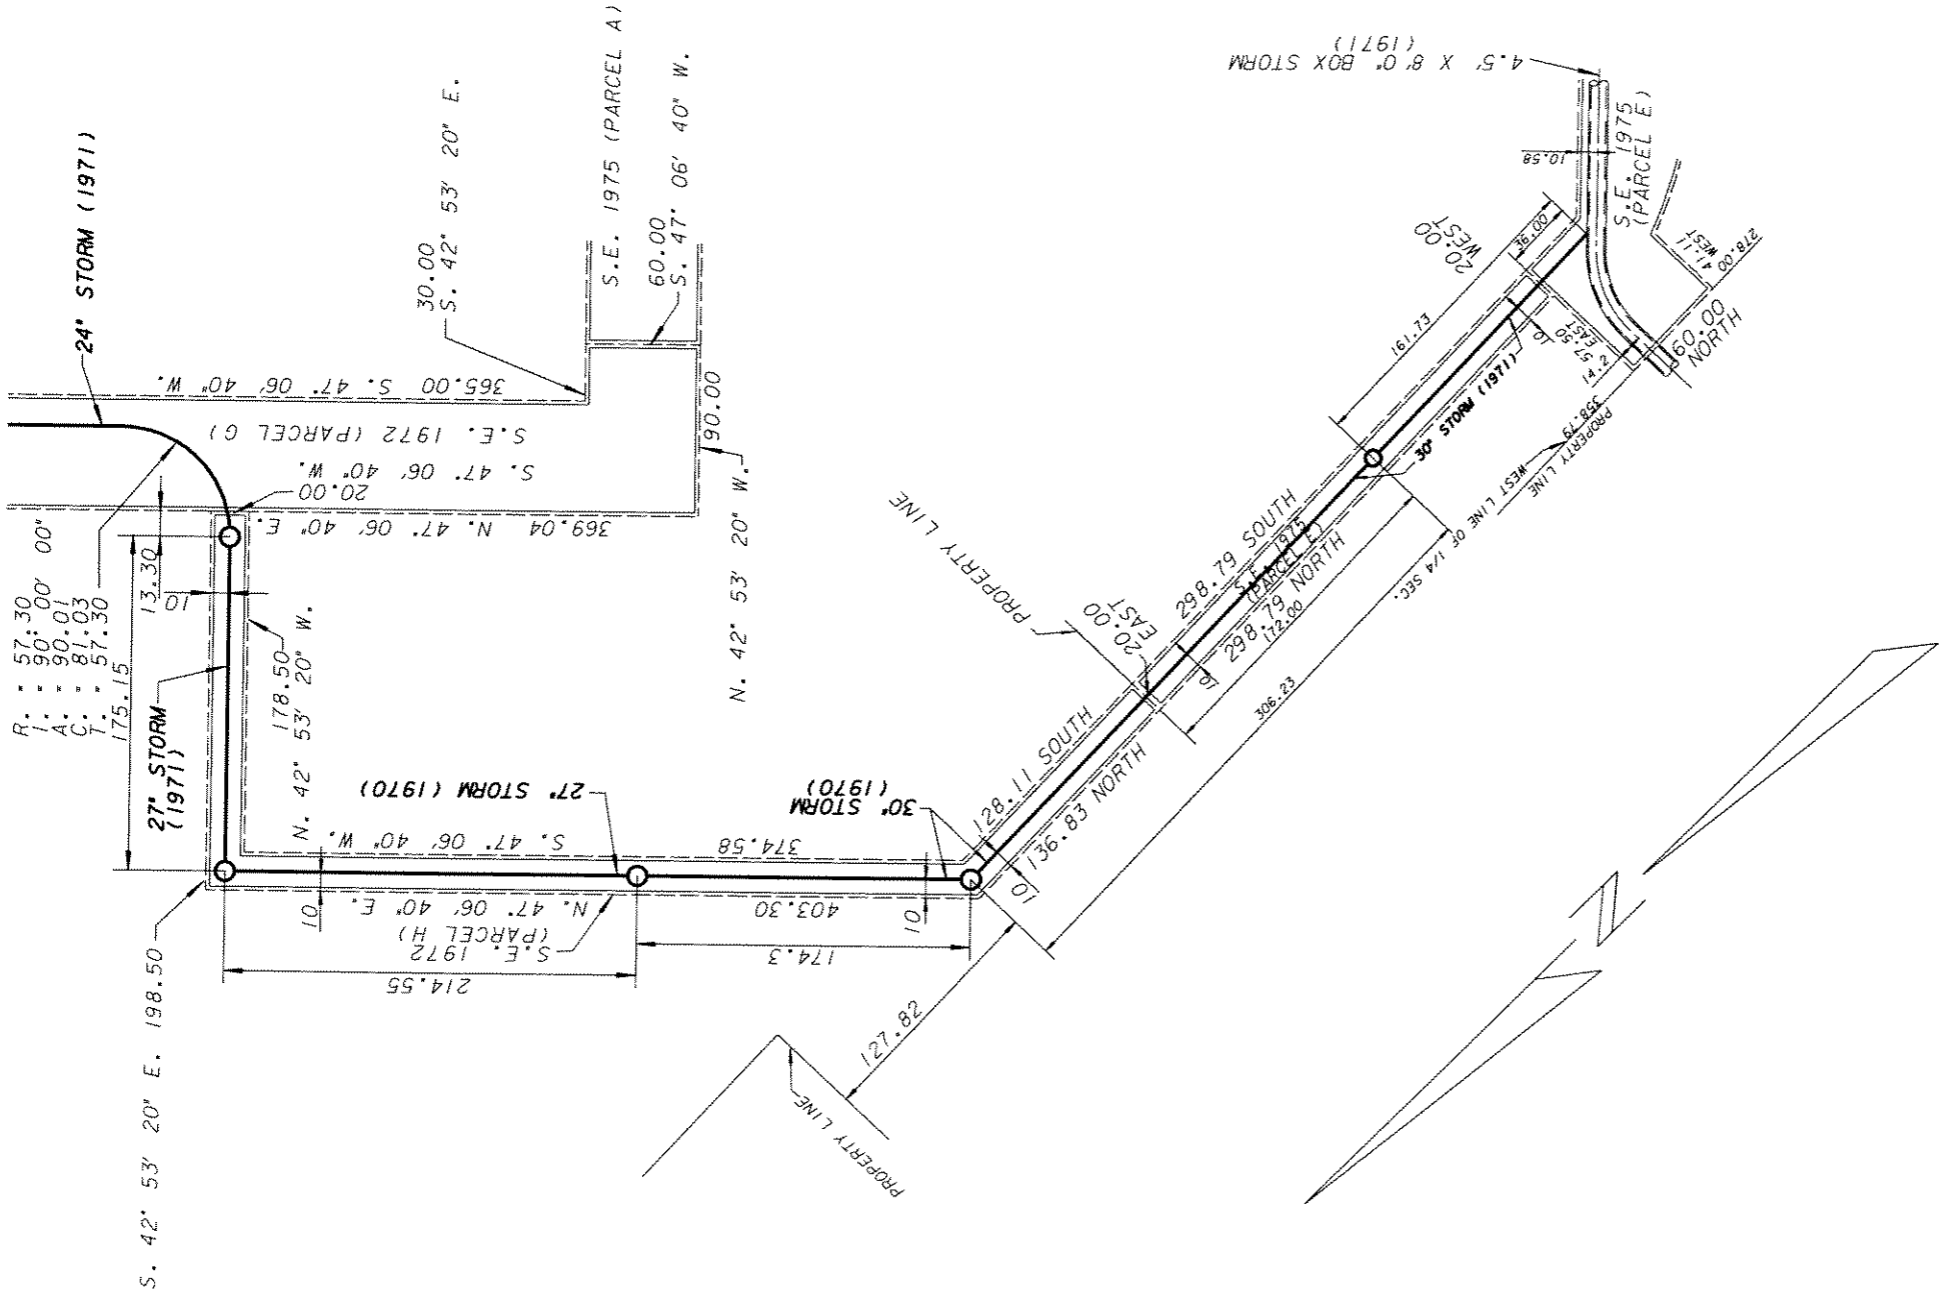 24" STORM (1971)
30.00
S. 42° 53' 20" E.
S.E. 1975 (PARCEL A)
60.00
S. 47° 06' 40" W.
4.5' X 8'0" BOX STORM
(1971)
365.00 S. 47° 06' 40" W.
S.E. 1972 (PARCEL G)
S. 47° 06' 40" W.
20.00
369.04 N. 47° 06' 40" E.
90.00
N. 42° 53' 20" W.
R. = 57.30
I. = 90° 00' 00"
A. = 90.01
C. = 81.03
T. = 57.30
175.15
13.30
10
27" STORM
(1971)
178.50
N. 42° 53' 20" W.
27" STORM (1970)
30" STORM
(1970)
S. 47° 06' 40" W.
374.58
N. 47° 06' 40" E.
403.30
S.E. 1972
(PARCEL H)
10
10
214.55
174.3
S. 42° 53' 20" E. 198.50
128.11 SOUTH
136.83 NORTH
10
127.82
PROPERTY LINE
PROPERTY LINE
PROPERTY LINE
PROPERTY LINE
20.00
EAST
298.79 SOUTH
S.E. 1975
(PARCEL E)
298.79 NORTH
172.00
10
306.23
30" STORM (1971)
161.73
36.00
20.00
WEST
10
57.50
EAST
14.2
10.58
S.E. 1975
(PARCEL E)
41.11
WEST
278.00
60.00
NORTH
358.79
PROPERTY LINE
WEST LINE OF 1/4 SEC.
N